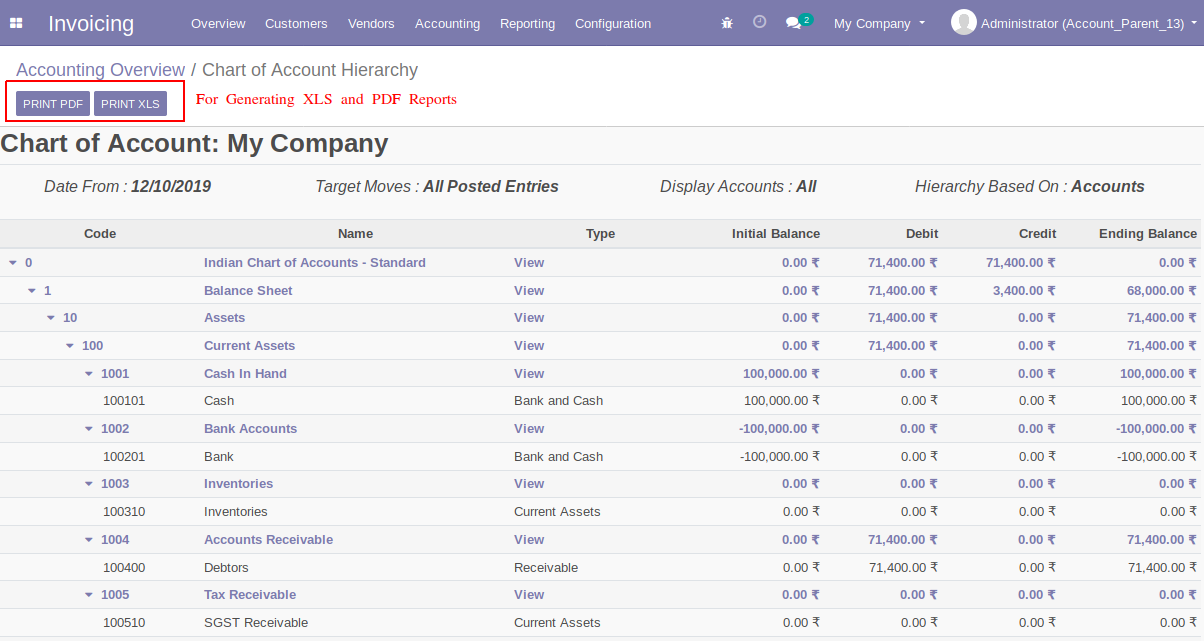 Invoicing Overview Customers Vendors Accounting Reporting Configuration 2 My Company Administrator (Account_Parent_13)
Accounting Overview / Chart of Account Hierarchy
PRINT PDF PRINT XLS For Generating XLS and PDF Reports
Chart of Account: My Company
Date From : 12/10/2019 Target Moves : All Posted Entries Display Accounts : All Hierarchy Based On : Accounts
Code Name Type Initial Balance Debit Credit Ending Balance
0 Indian Chart of Accounts - Standard View 0.00 ₹ 71,400.00 ₹ 71,400.00 ₹ 0.00 ₹
1 Balance Sheet View 0.00 ₹ 71,400.00 ₹ 3,400.00 ₹ 68,000.00 ₹
10 Assets View 0.00 ₹ 71,400.00 ₹ 0.00 ₹ 71,400.00 ₹
100 Current Assets View 0.00 ₹ 71,400.00 ₹ 0.00 ₹ 71,400.00 ₹
1001 Cash In Hand View 100,000.00 ₹ 0.00 ₹ 0.00 ₹ 100,000.00 ₹
100101 Cash Bank and Cash 100,000.00 ₹ 0.00 ₹ 0.00 ₹ 100,000.00 ₹
1002 Bank Accounts View -100,000.00 ₹ 0.00 ₹ 0.00 ₹ -100,000.00 ₹
100201 Bank Bank and Cash -100,000.00 ₹ 0.00 ₹ 0.00 ₹ -100,000.00 ₹
1003 Inventories View 0.00 ₹ 0.00 ₹ 0.00 ₹ 0.00 ₹
100310 Inventories Current Assets 0.00 ₹ 0.00 ₹ 0.00 ₹ 0.00 ₹
1004 Accounts Receivable View 0.00 ₹ 71,400.00 ₹ 0.00 ₹ 71,400.00 ₹
100400 Debtors Receivable 0.00 ₹ 71,400.00 ₹ 0.00 ₹ 71,400.00 ₹
1005 Tax Receivable View 0.00 ₹ 0.00 ₹ 0.00 ₹ 0.00 ₹
100510 SGST Receivable Current Assets 0.00 ₹ 0.00 ₹ 0.00 ₹ 0.00 ₹